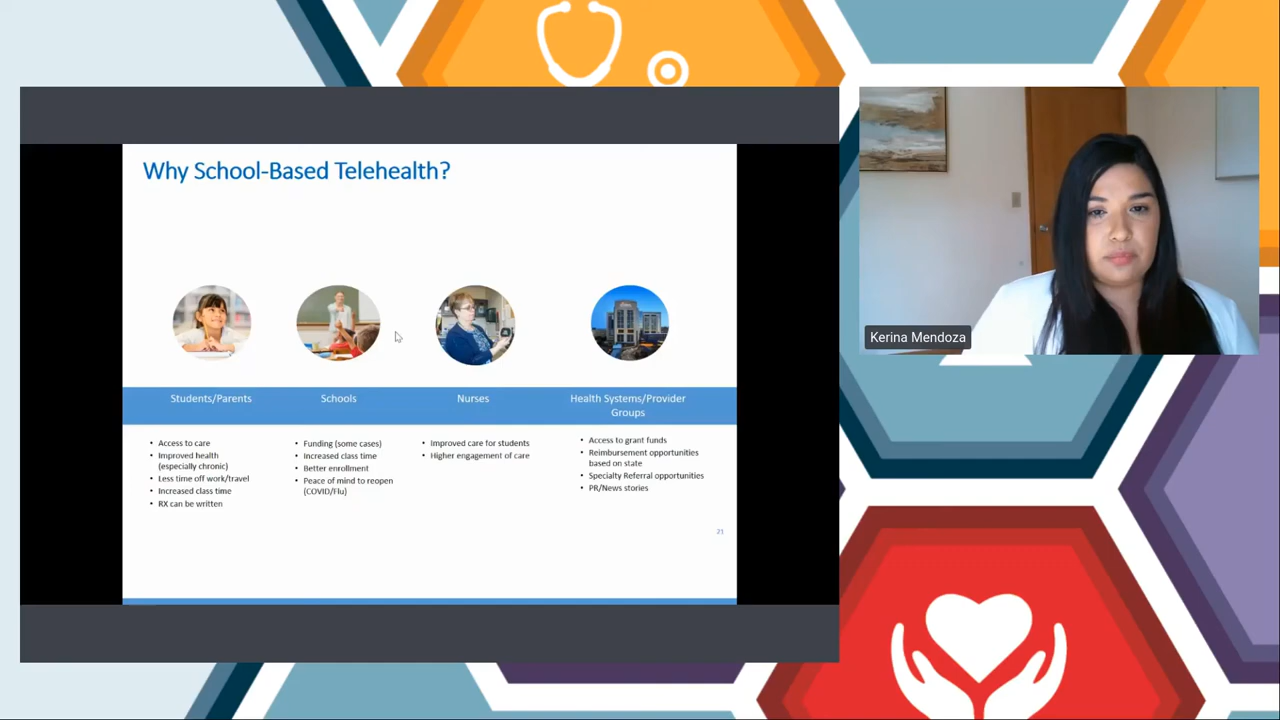 Why School-Based Telehealth?
Students/Parents
• Access to care
• Improved health
(especially chronic)
• Less time off work/travel
• Increased class time
• RX can be written
Schools
• Funding (some cases)
• Increased class time
• Better enrollment
• Peace of mind to reopen
(COVID/Flu)
Nurses
• Improved care for students
• Higher engagement of care
Health Systems/Provider
Groups
• Access to grant funds
• Reimbursement opportunities
based on state
• Specialty Referral opportunities
• PR/News stories
21
Kerina Mendoza